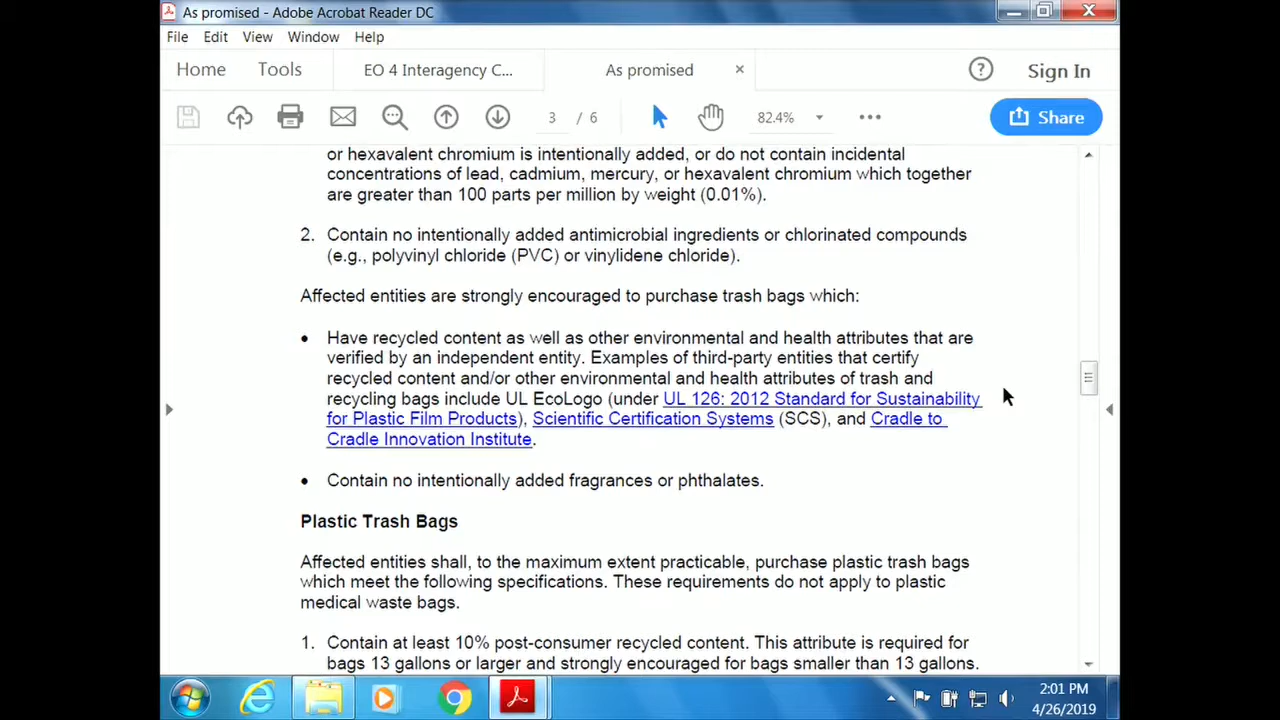 As promised - Adobe Acrobat Reader DC
File Edit View Window Help
Home Tools EO 4 Interagency C... As promised × ? Sign In
3 / 6 82.4% Share
or hexavalent chromium is intentionally added, or do not contain incidental
concentrations of lead, cadmium, mercury, or hexavalent chromium which together
are greater than 100 parts per million by weight (0.01%).
2. Contain no intentionally added antimicrobial ingredients or chlorinated compounds
(e.g., polyvinyl chloride (PVC) or vinylidene chloride).
Affected entities are strongly encouraged to purchase trash bags which:
• Have recycled content as well as other environmental and health attributes that are
verified by an independent entity. Examples of third-party entities that certify
recycled content and/or other environmental and health attributes of trash and
recycling bags include UL EcoLogo (under UL 126: 2012 Standard for Sustainability
for Plastic Film Products), Scientific Certification Systems (SCS), and Cradle to
Cradle Innovation Institute.
• Contain no intentionally added fragrances or phthalates.
Plastic Trash Bags
Affected entities shall, to the maximum extent practicable, purchase plastic trash bags
which meet the following specifications. These requirements do not apply to plastic
medical waste bags.
1. Contain at least 10% post-consumer recycled content. This attribute is required for
bags 13 gallons or larger and strongly encouraged for bags smaller than 13 gallons.
2:01 PM
4/26/2019